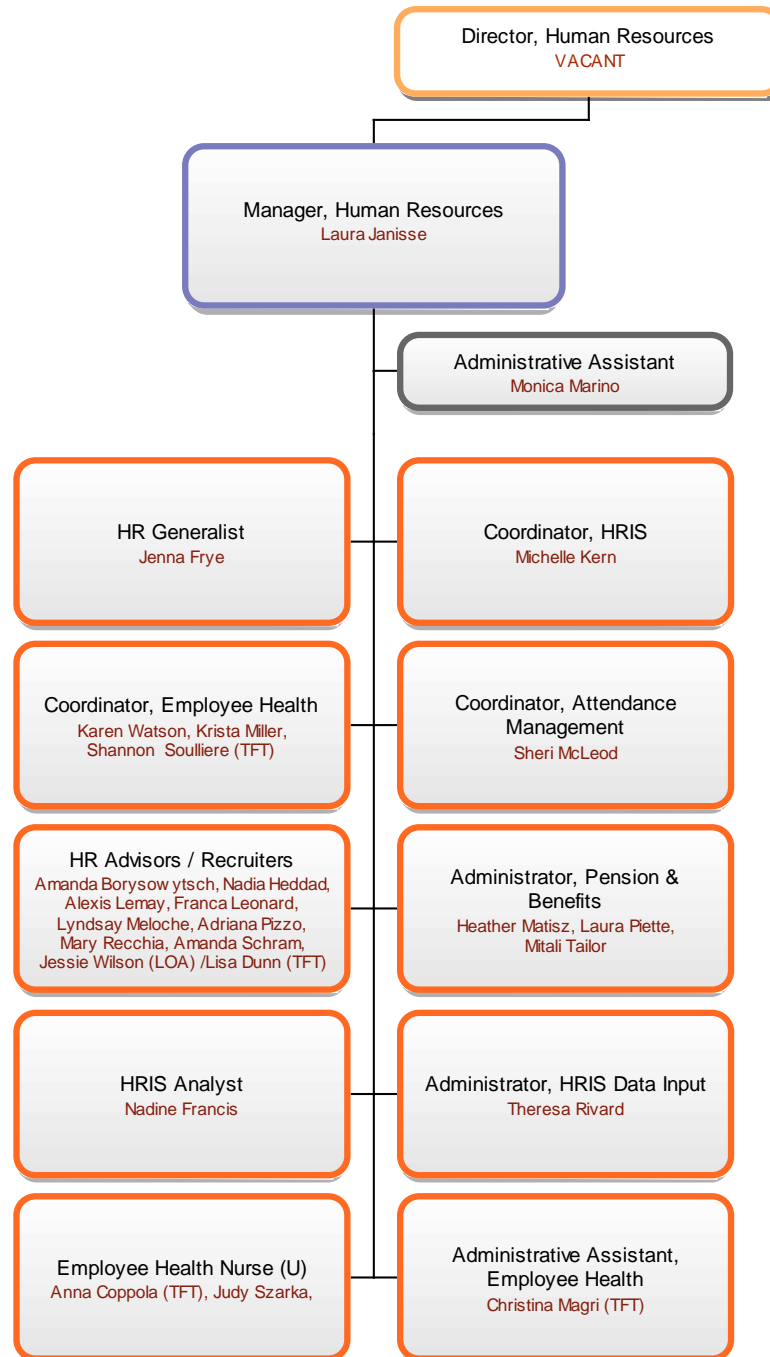 Director, Human Resources
VACANT
Manager, Human Resources
Laura Janisse
Administrative Assistant
Monica Marino
HR Generalist
Jenna Frye
Coordinator, HRIS
Michelle Kern
Coordinator, Employee Health
Karen Watson, Krista Miller,
Shannon Soulliere (TFT)
Coordinator, Attendance
Management
Sheri McLeod
HR Advisors / Recruiters
Amanda Borysowytsch, Nadia Heddad,
Alexis Lemay, Franca Leonard,
Lyndsay Meloche, Adriana Pizzo,
Mary Recchia, Amanda Schram,
Jessie Wilson (LOA) /Lisa Dunn (TFT)
Administrator, Pension &
Benefits
Heather Matisz, Laura Piette,
Mitali Tailor
HRIS Analyst
Nadine Francis
Administrator, HRIS Data Input
Theresa Rivard
Employee Health Nurse (U)
Anna Coppola (TFT), Judy Szarka,
Administrative Assistant,
Employee Health
Christina Magri (TFT)